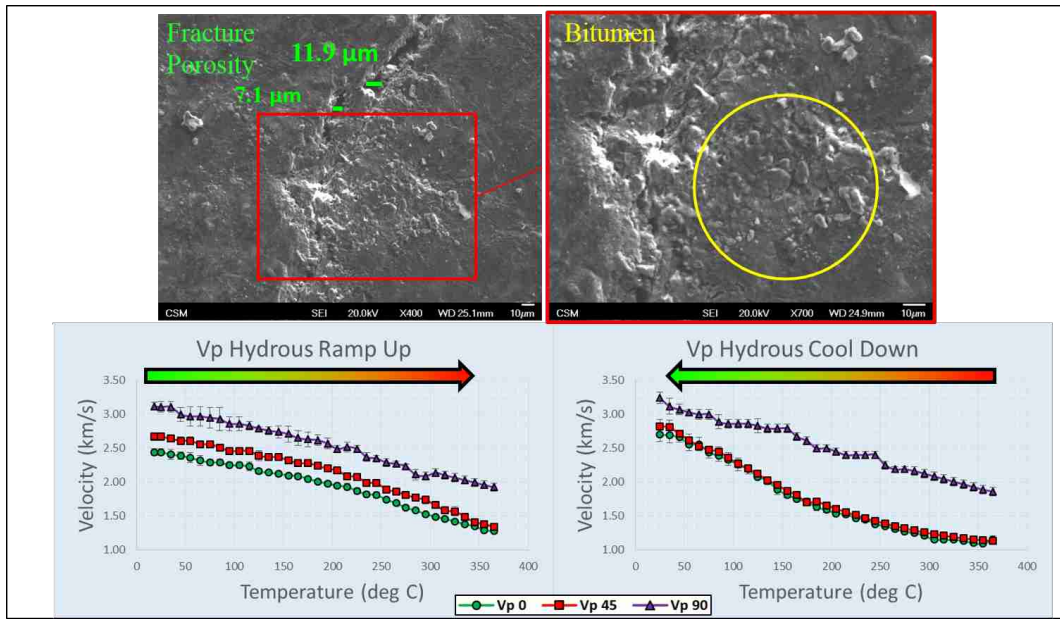 Fracture
Porosity
11.9 µm
7.1 µm
CSM SEI 20.0kV X400 WD 25.1mm 10µm
Bitumen
CSM SEI 20.0kV X700 WD 24.9mm 10µm
Vp Hydrous Ramp Up
3.50
3.00
2.50
2.00
1.50
1.00
Velocity (km/s)
0 50 100 150 200 250 300 350 400
Temperature (deg C)
Vp Hydrous Cool Down
3.50
3.00
2.50
2.00
1.50
1.00
Velocity (km/s)
0 50 100 150 200 250 300 350 400
Temperature (deg C)
Vp 0 Vp 45 Vp 90